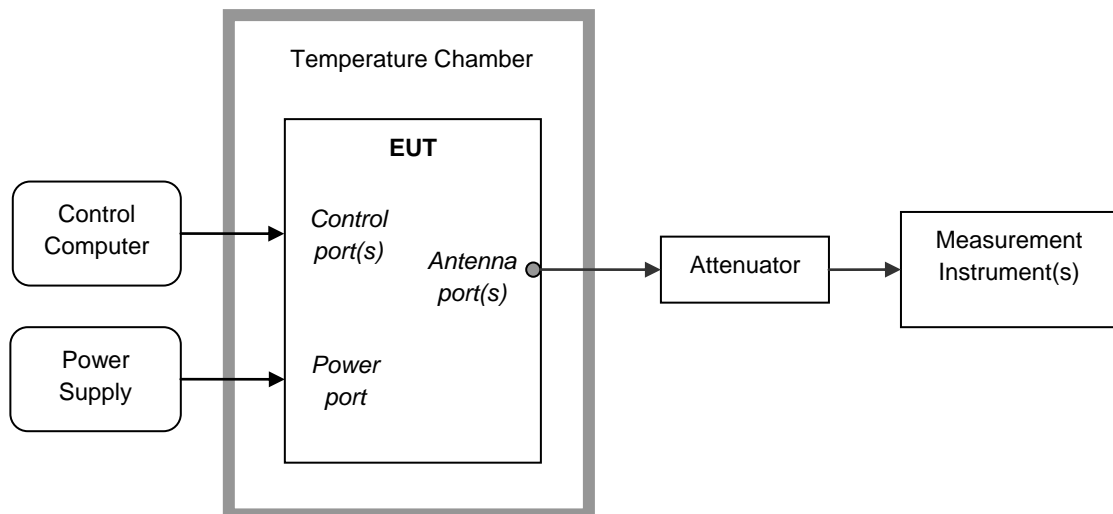 Temperature Chamber
EUT
Control
Computer
Control
port(s)
Antenna
port(s)
Attenuator
Measurement
Instrument(s)
Power
Supply
Power
port